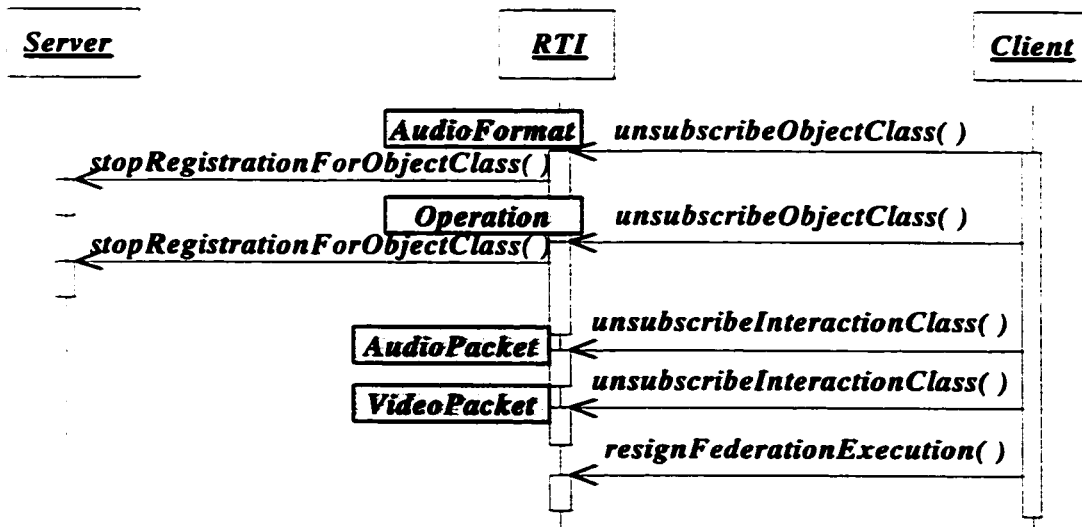 Server
RTI
Client
AudioFormat
unsubscribeObjectClass( )
stopRegistrationForObjectClass( )
Operation
unsubscribeObjectClass( )
stopRegistrationForObjectClass( )
unsubscribeInteractionClass( )
AudioPacket
unsubscribeInteractionClass( )
VideoPacket
resignFederationExecution( )